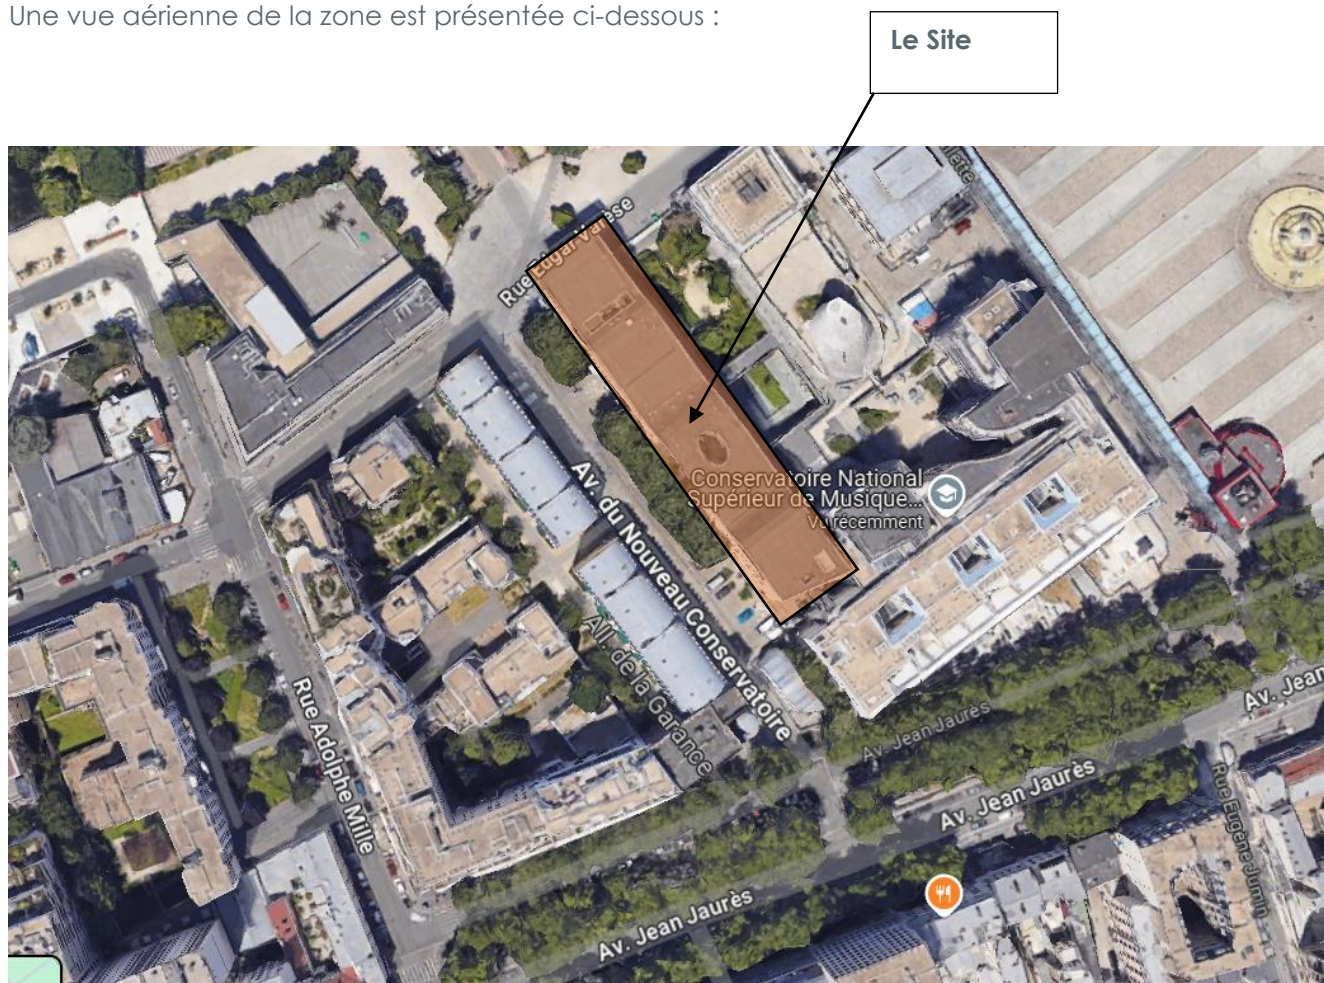 Une vue aérienne de la zone est présentée ci-dessous :
Le Site
Rue Edgar Varèse
Conservatoire National
Supérieur de Musique...
Vu récemment
Av. du Nouveau Conservatoire
All. de la Garance
Rue Adolphe Mille
Av. Jean Jaurès
Av. Jean
Av. Jean Jaurès
Rue Eugène Jumin
Av. Jean Jaurès